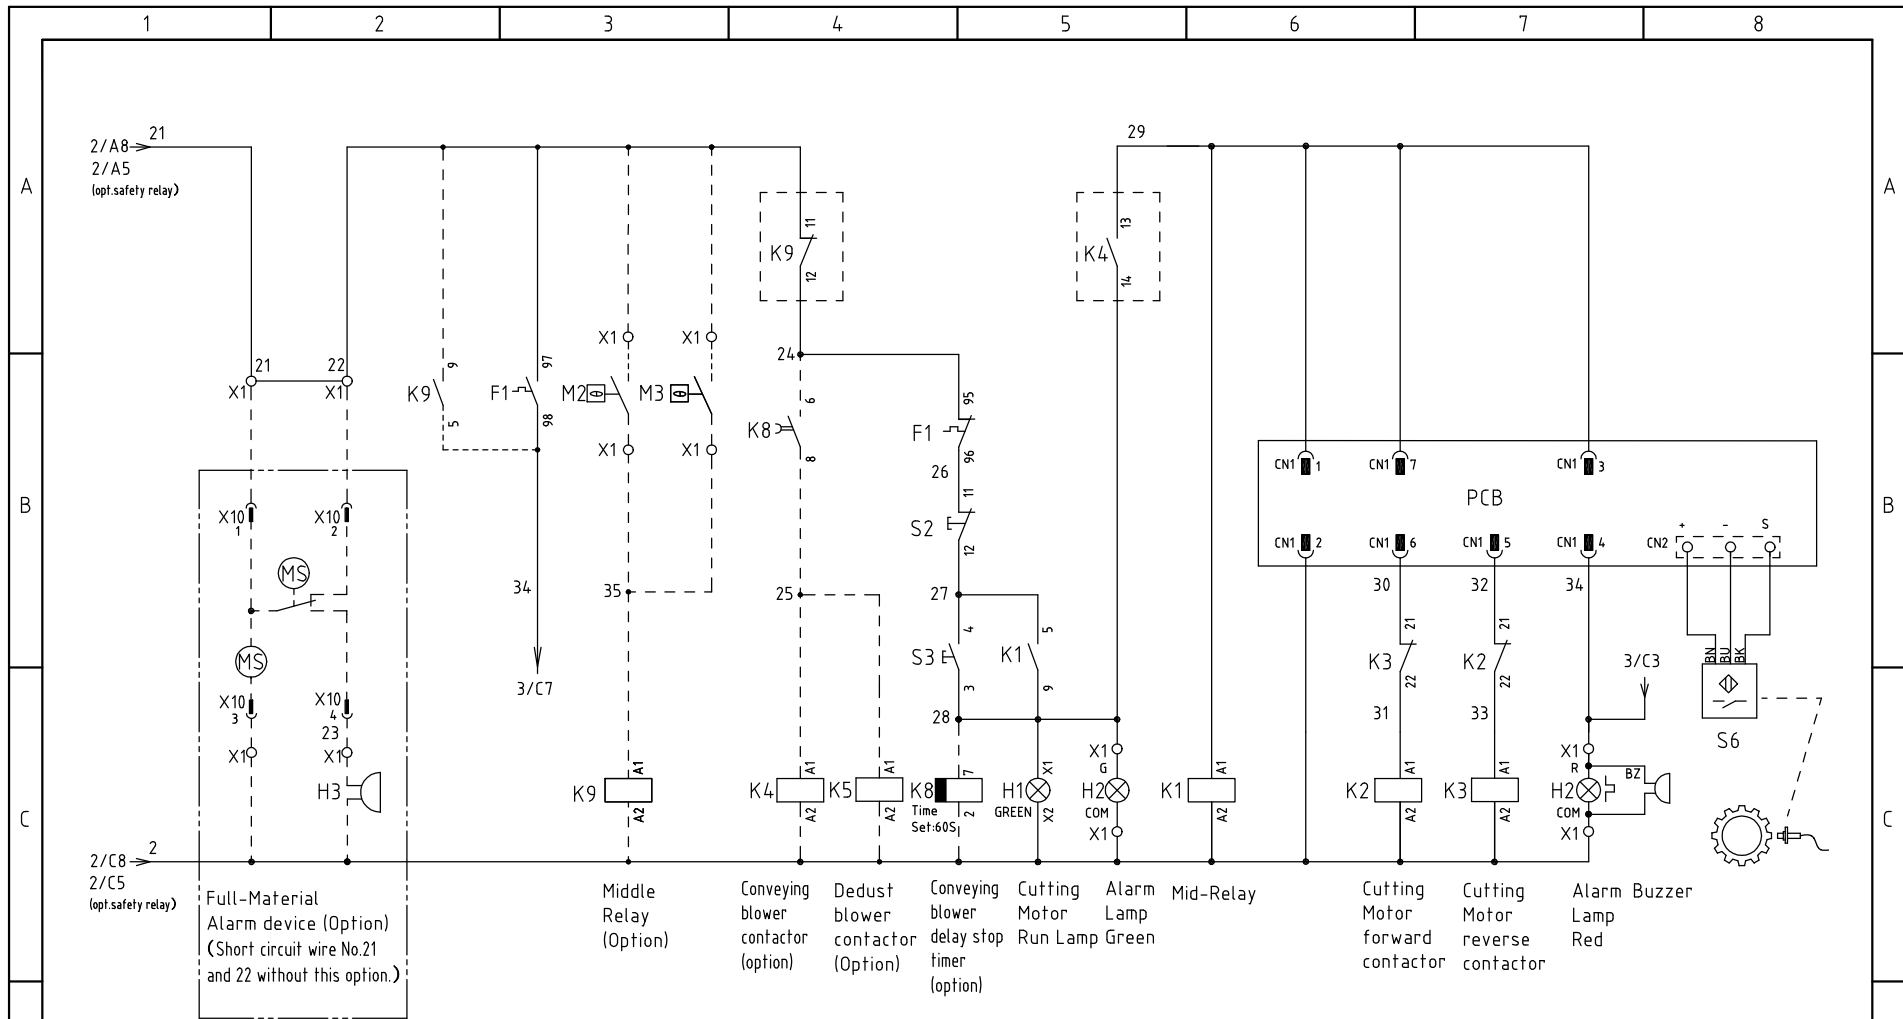 1 2 3 4 5 6 7 8
A A
2/A8 21
2/A5
(opt.safety relay)
29
K9 11 12
K4 13 14
X1 X1
24
21 22
X1 X1
K9 9 5
F1 97 98
M2 θ
M3 θ
X1 X1
K8 6 8
F1 95 96
26
S2 11 12
B B
X10 1
X10 2
MS
MS
34
3/C7
35
25
27
S3 4 3
K1 5 9
28
CN1 1
CN1 7
CN1 3
PCB
CN1 2
CN1 6
CN1 5
CN1 4
CN2 + - S
30 32 34
K3 21 22
K2 21 22
31 33
3/C3
BN BU BK
S6
X10 3
X10 4
23
X1 X1
H3
C C
K9 A1 A2
K4 A1 A2
K5 A1 A2
K8 7 2
Time
Set:60S
H1 X1 X2
GREEN
X1
G
H2
COM
X1
K1 A1 A2
K2 A1 A2
K3 A1 A2
X1
R
H2
COM
X1
BZ
2/C8 2
2/C5
(opt.safety relay)
Full-Material
Alarm device (Option)
(Short circuit wire No.21
and 22 without this option.)
Middle
Relay
(Option)
Conveying
blower
contactor
(option)
Dedust
blower
contactor
(Option)
Conveying
blower
delay stop
timer
(option)
Cutting
Motor
Run Lamp
Alarm
Lamp
Green
Mid-Relay
Cutting
Motor
forward
contactor
Cutting
Motor
reverse
contactor
Alarm Buzzer
Lamp
Red